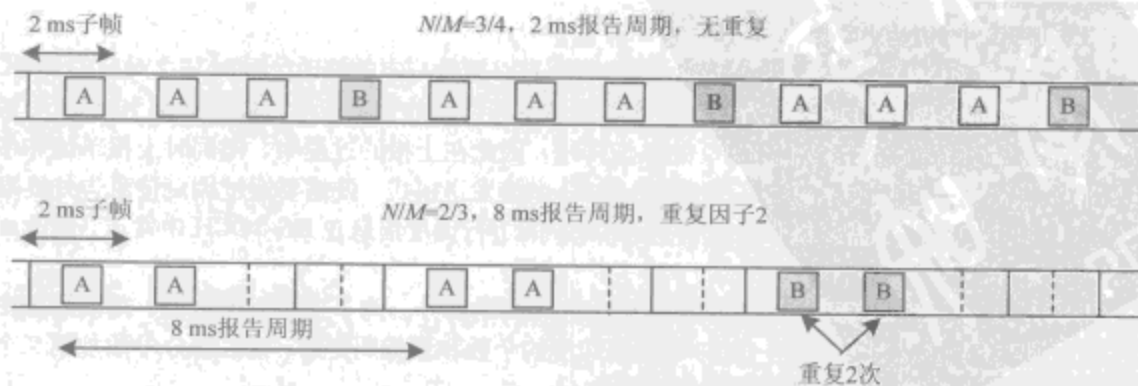 2 ms子帧
N/M=3/4，2 ms报告周期，无重复
A A A B A A A B A A A B
2 ms子帧
N/M=2/3，8 ms报告周期，重复因子2
A A A A B B
8 ms报告周期
重复2次